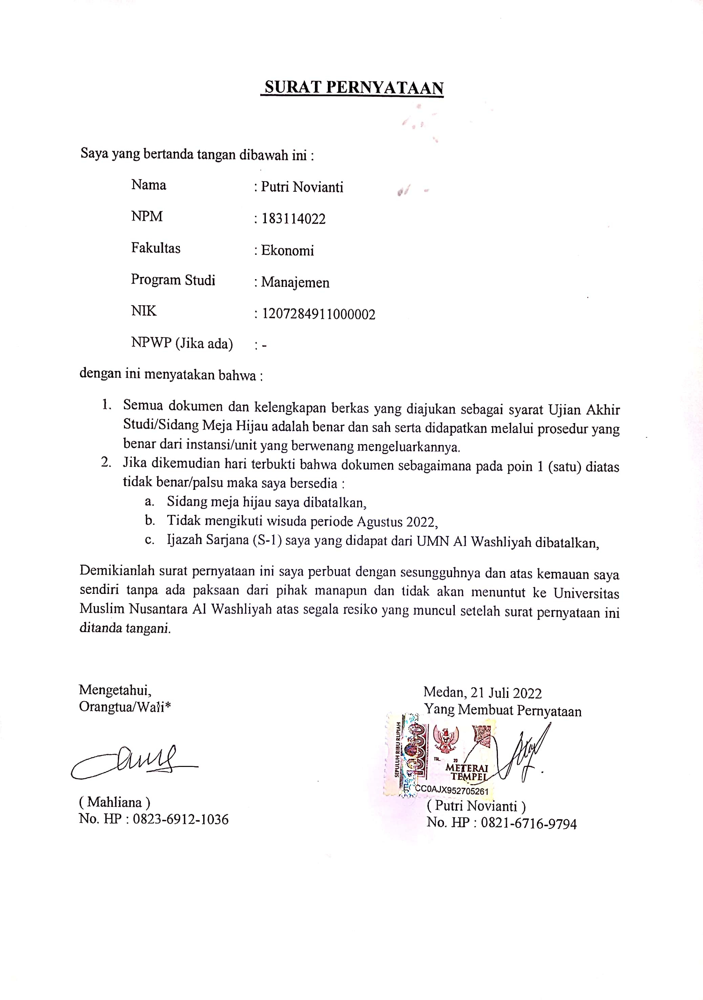 SURAT PERNYATAAN
Saya yang bertanda tangan dibawah ini :
Nama : Putri Novianti
NPM : 183114022
Fakultas : Ekonomi
Program Studi : Manajemen
NIK : 1207284911000002
NPWP (Jika ada) : -
dengan ini menyatakan bahwa :
1. Semua dokumen dan kelengkapan berkas yang diajukan sebagai syarat Ujian Akhir
Studi/Sidang Meja Hijau adalah benar dan sah serta didapatkan melalui prosedur yang
benar dari instansi/unit yang berwenang mengeluarkannya.
2. Jika dikemudian hari terbukti bahwa dokumen sebagaimana pada poin 1 (satu) diatas
tidak benar/palsu maka saya bersedia :
a. Sidang meja hijau saya dibatalkan,
b. Tidak mengikuti wisuda periode Agustus 2022,
c. Ijazah Sarjana (S-1) saya yang didapat dari UMN Al Washliyah dibatalkan,
Demikianlah surat pernyataan ini saya perbuat dengan sesungguhnya dan atas kemauan saya
sendiri tanpa ada paksaan dari pihak manapun dan tidak akan menuntut ke Universitas
Muslim Nusantara Al Washliyah atas segala resiko yang muncul setelah surat pernyataan ini
ditanda tangani.
Mengetahui,
Orangtua/Wali*
( Mahliana )
No. HP : 0823-6912-1036
Medan, 21 Juli 2022
Yang Membuat Pernyataan
SEPULUH RIBU RUPIAH
10000
TGL. 20
METERAI
TEMPEL
CC0AJX952705261
( Putri Novianti )
No. HP : 0821-6716-9794